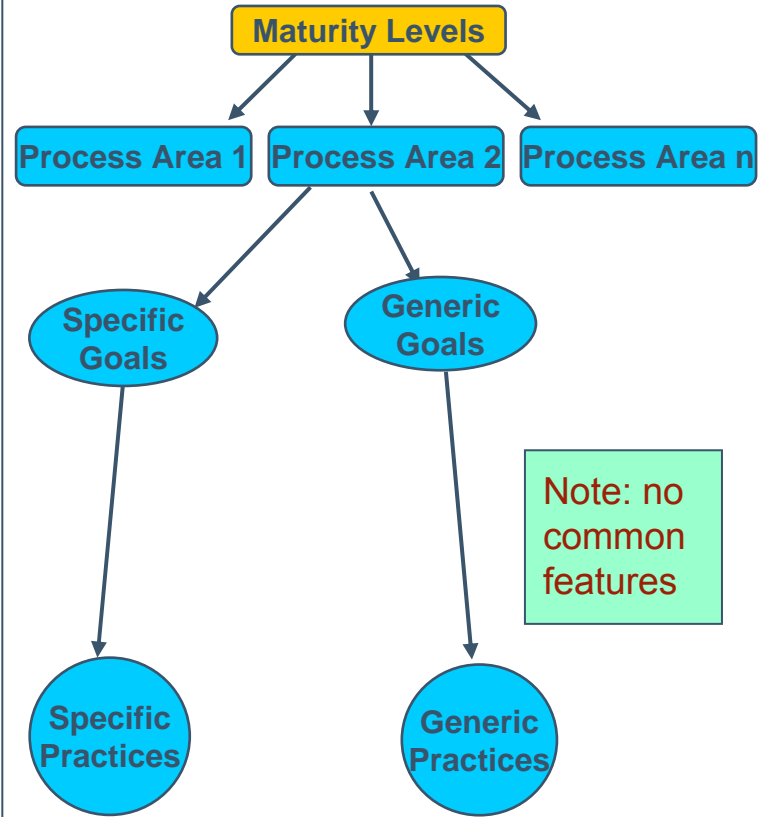 Maturity Levels
Process Area 1
Process Area 2
Process Area n
Specific
Goals
Generic
Goals
Note: no
common
features
Specific
Practices
Generic
Practices